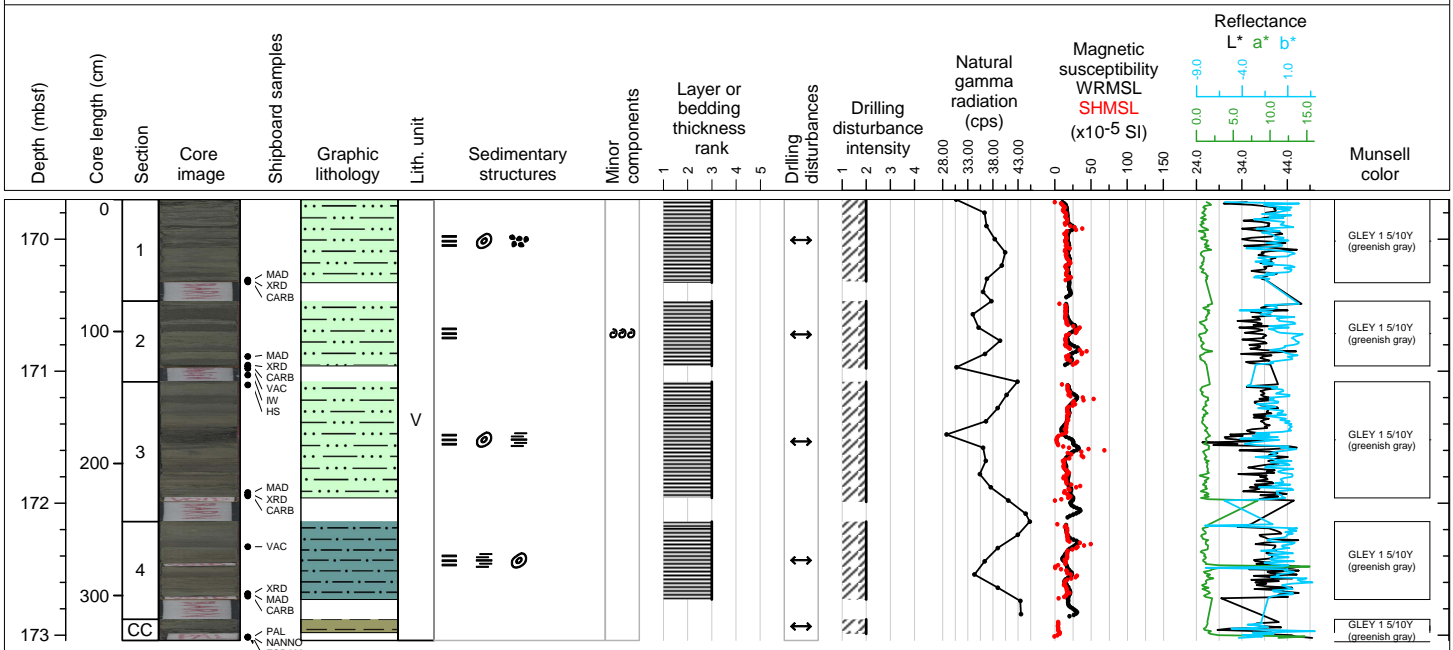 Depth (mbsf)
Core length (cm)
Section
Core
image
Shipboard samples
Graphic
lithology
Lith. unit
Sedimentary
structures
Minor
components
Layer or
bedding
thickness
rank
1 2 3 4 5
Drilling
disturbances
Drilling
disturbance
intensity
1 2 3 4
Natural
gamma
radiation
(cps)
28.00 33.00 38.00 43.00
Magnetic
susceptibility
WRMSL
SHMSL
(x10-5 SI)
0 50 100 150
Reflectance
L* a* b*
-9.0 -4.0 1.0
0.0 5.0 10.0 15.0
24.0 34.0 44.0
Munsell
color
0
170
1
MAD
XRD
CARB
GLEY 1 5/10Y
(greenish gray)
100
171
2
MAD
XRD
CARB
VAC
IW
HS
GLEY 1 5/10Y
(greenish gray)
V
200
172
3
MAD
XRD
CARB
GLEY 1 5/10Y
(greenish gray)
300
4
VAC
XRD
MAD
CARB
GLEY 1 5/10Y
(greenish gray)
173
CC
PAL
NANNO
GLEY 1 5/10Y
(greenish gray)